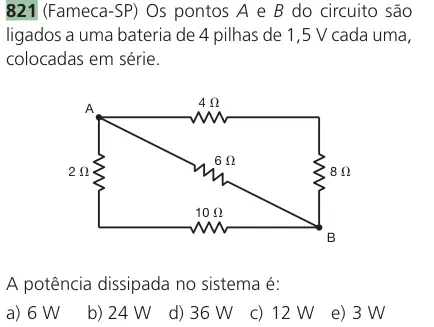 821 (Fameca-SP) Os pontos A e B do circuito são
ligados a uma bateria de 4 pilhas de 1,5 V cada uma,
colocadas em série.
A
4 Ω
2 Ω
6 Ω
8 Ω
10 Ω
B
A potência dissipada no sistema é:
a) 6 W b) 24 W d) 36 W c) 12 W e) 3 W